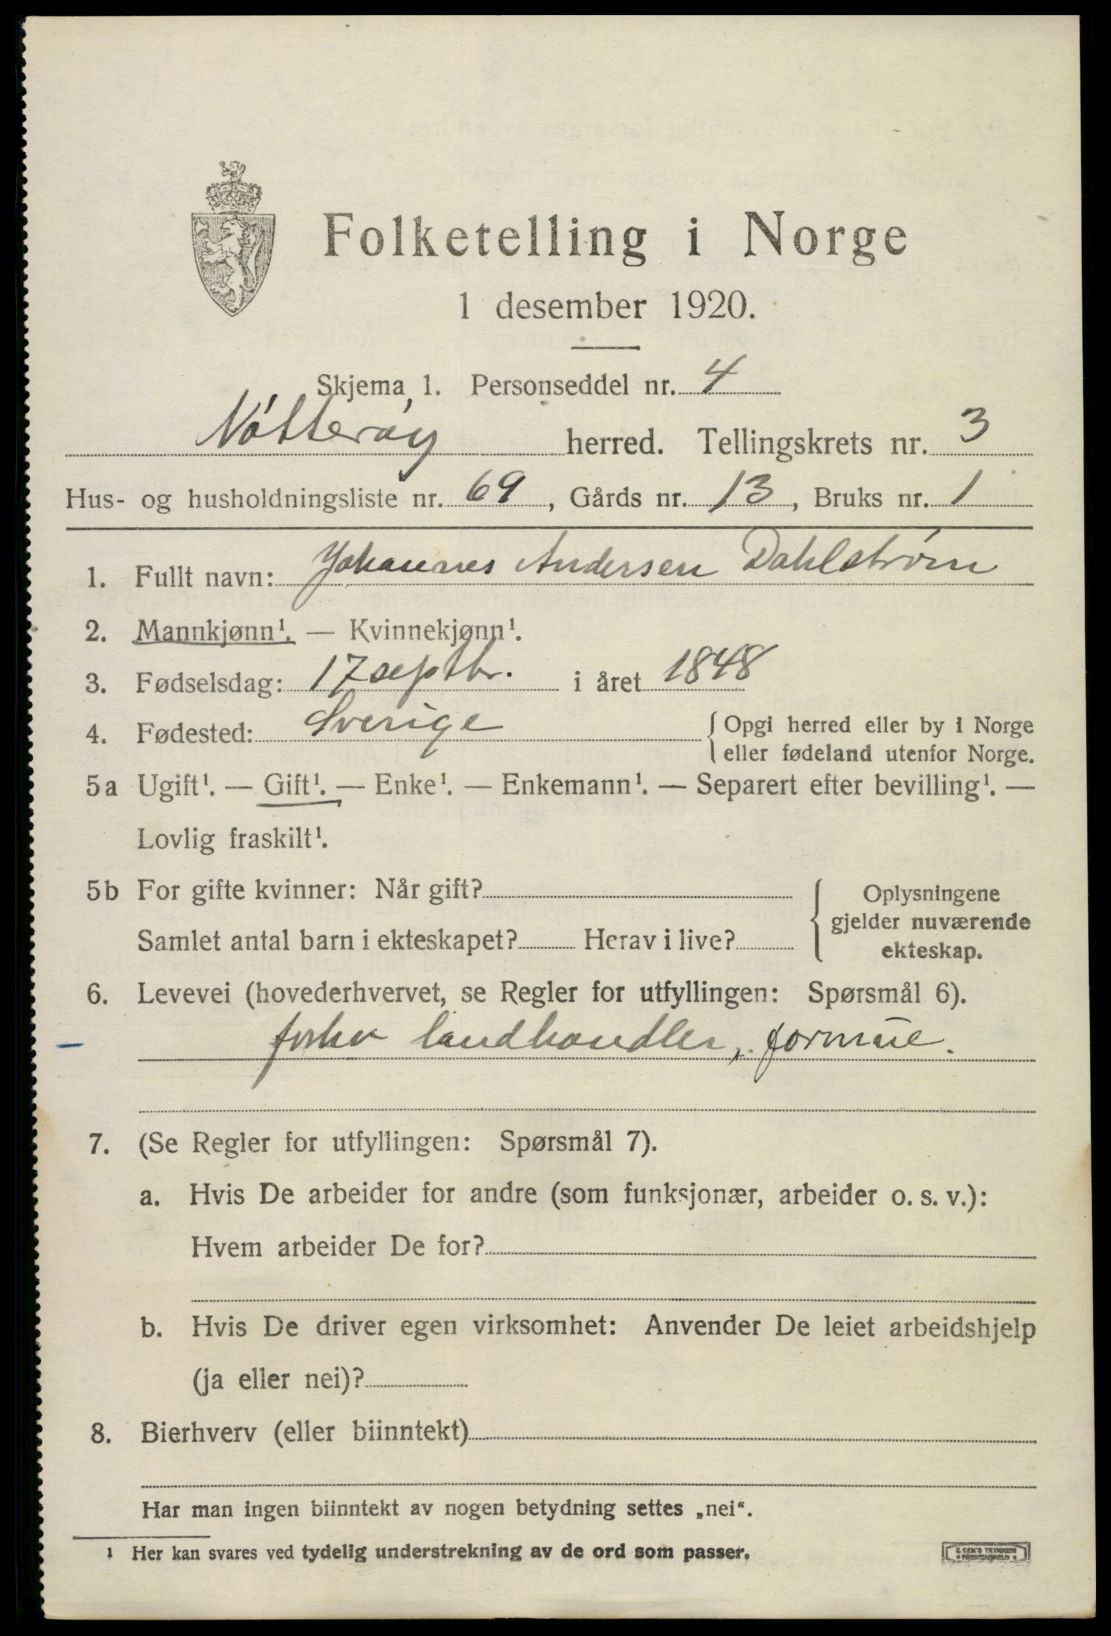 Folketelling i Norge
1 desember 1920.
Skjema 1. Personseddel nr. 4
Nøtterøy herred. Tellingskrets nr. 3
Hus- og husholdningsliste nr. 69, Gårds nr. 13, Bruks nr. 1
1. Fullt navn: Johannes Andersen Dahlstrøm
2. Mannkjønn¹. — Kvinnekjønn¹.
3. Fødselsdag: 17 septbr. i året 1848
4. Fødested: Sverige { Opgi herred eller by i Norge
eller fødeland utenfor Norge.
5a Ugift¹. — Gift¹. — Enke¹. — Enkemann¹. — Separert efter bevilling¹. —
Lovlig fraskilt¹.
5b For gifte kvinner: Når gift?
Samlet antal barn i ekteskapet? Herav i live?
{ Oplysningene
gjelder nuværende
ekteskap.
6. Levevei (hovederhvervet, se Regler for utfyllingen: Spørsmål 6).
forhv landhandler, formue.
7. (Se Regler for utfyllingen: Spørsmål 7).
a. Hvis De arbeider for andre (som funksjonær, arbeider o. s. v.):
Hvem arbeider De for?
b. Hvis De driver egen virksomhet: Anvender De leiet arbeidshjelp
(ja eller nei)?
8. Bierhverv (eller biinntekt)
Har man ingen biinntekt av nogen betydning settes „nei“.
¹ Her kan svares ved tydelig understrekning av de ord som passer.